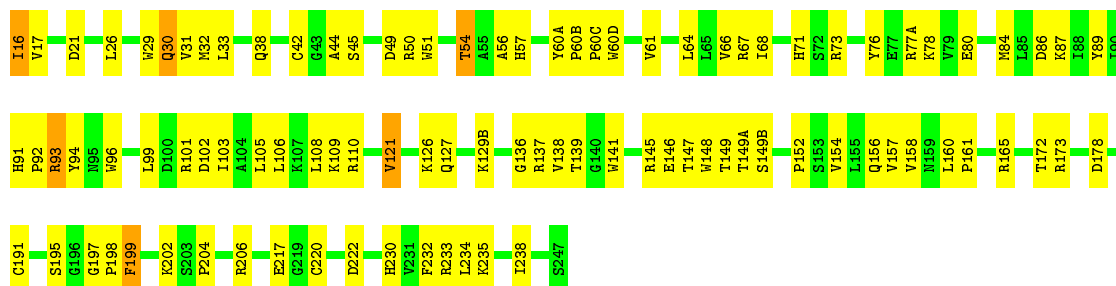 I16 V17 D21 L26 W29 Q30 V31 M32 L33 Q38 C42 G43 A44 S45 D49 R50 W51 T54 A55 A56 H57 Y60A P60B P60C W60D V61 L64 L65 V66 R67 I68 H71 S72 R73 Y76 E77 R77A K78 V79 E80 M84 L85 D86 K87 I88 Y89
H91 P92 R93 Y94 N95 W96 L99 D100 R101 D102 I103 A104 L105 L106 K107 L108 K109 R110 V121 K126 Q127 K129B G136 R137 V138 T139 G140 W141 R145 E146 T147 W148 T149 T149A S149B P152 S153 V154 L155 Q156 V157 V158 N159 L160 P161 R165 T172 R173 D178
C191 S195 G196 G197 P198 F199 K202 S203 P204 R206 E217 G219 C220 D222 H230 V231 F232 R233 L234 K235 I238 S247